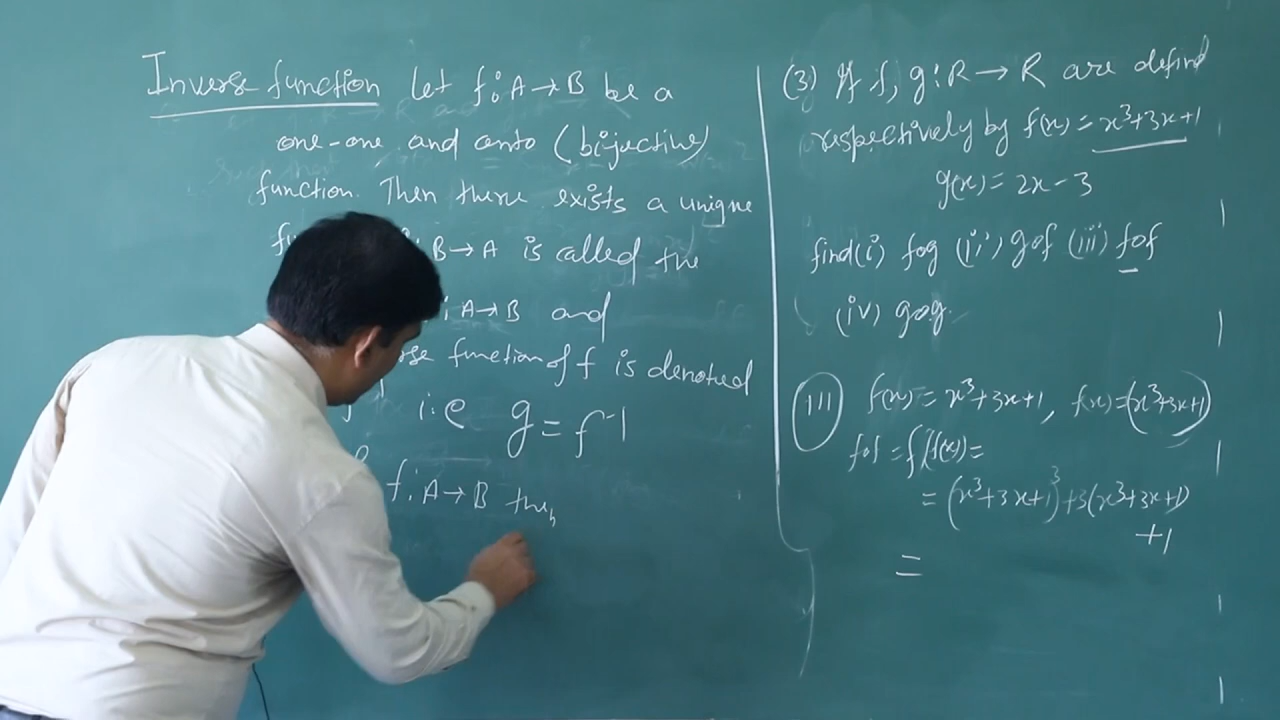 Inverse function Let f: A→B be a
one-one and onto (bijective)
function. Then there exists a unique
B→A is called the
: A→B and
function of f is denoted
i.e g = f⁻¹
f: A→B then
(3) If f, g: R→R are define
respectively by f(x) = x³+3x+1
g(x) = 2x-3
find (i) fog (ii) gof (iii) fof
(iv) gog.
(III) f(x) = x³+3x+1, f(x) = (x³+3x+1)
fof = f(f(x) =
= (x³+3x+1)³+3(x³+3x+1)
+1
=